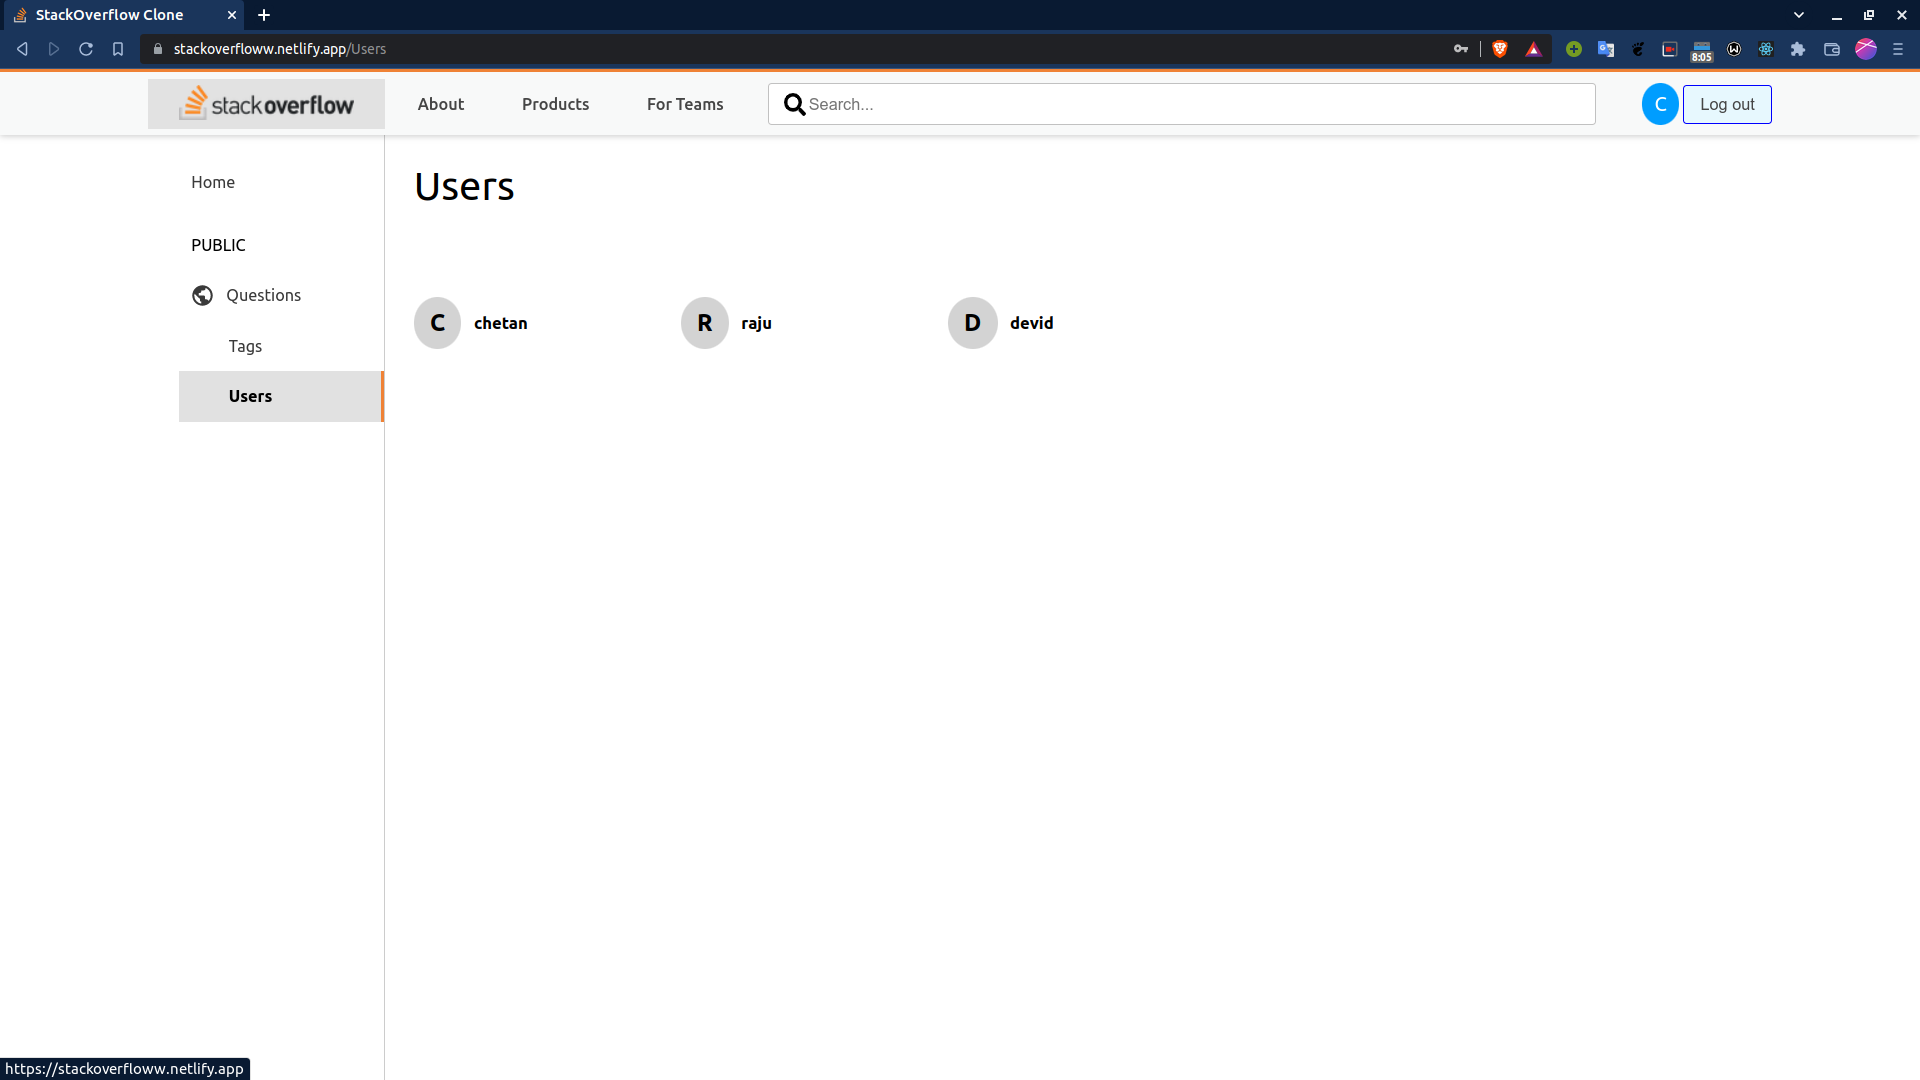 StackOverflow Clone
stackoverfloww.netlify.app/Users
8:05
stackoverflow
About
Products
For Teams
Search...
C
Log out
Home
PUBLIC
Questions
Tags
Users
Users
C chetan
R raju
D devid
https://stackoverfloww.netlify.app